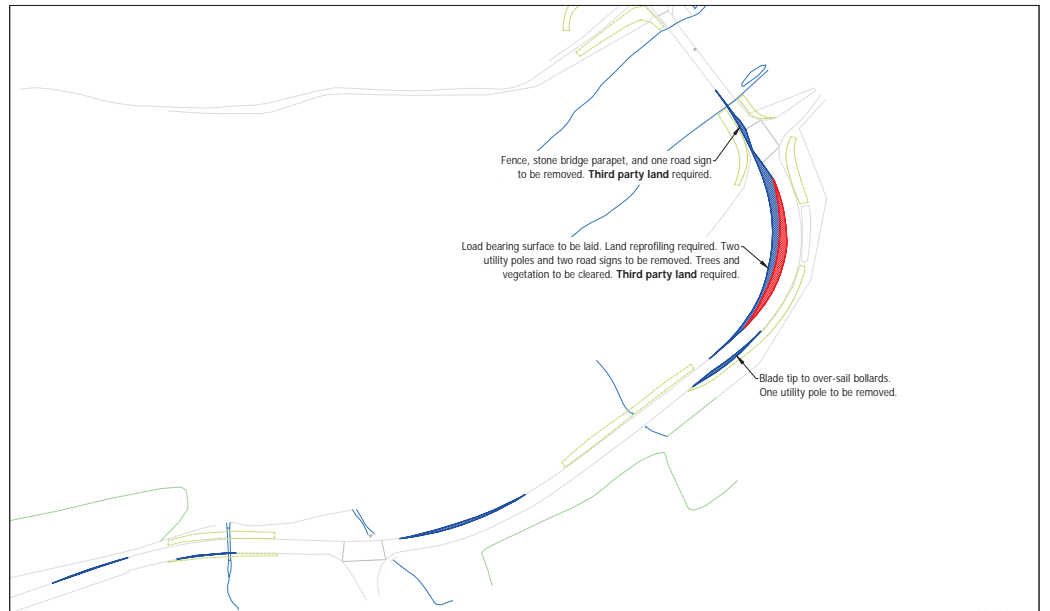 Fence, stone bridge parapet, and one road sign
to be removed. Third party land required.
Load bearing surface to be laid. Land reprofiling required. Two
utility poles and two road signs to be removed. Trees and
vegetation to be cleared. Third party land required.
Blade tip to over-sail bollards.
One utility pole to be removed.